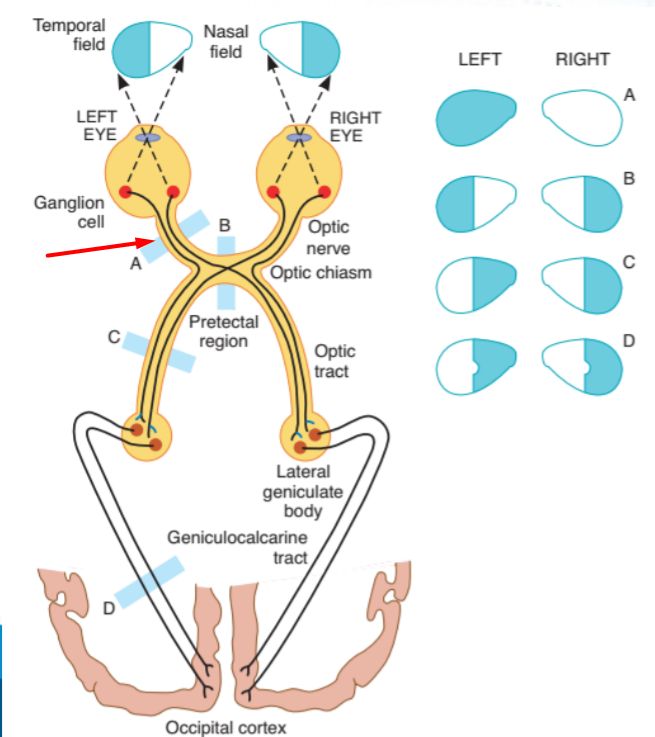 Temporal
field
Nasal
field
LEFT
EYE
RIGHT
EYE
Ganglion
cell
A
B
Optic
nerve
Optic chiasm
Pretectal
region
C
Optic
tract
Lateral
geniculate
body
Geniculocalcarine
tract
D
Occipital cortex
LEFT RIGHT
A
B
C
D